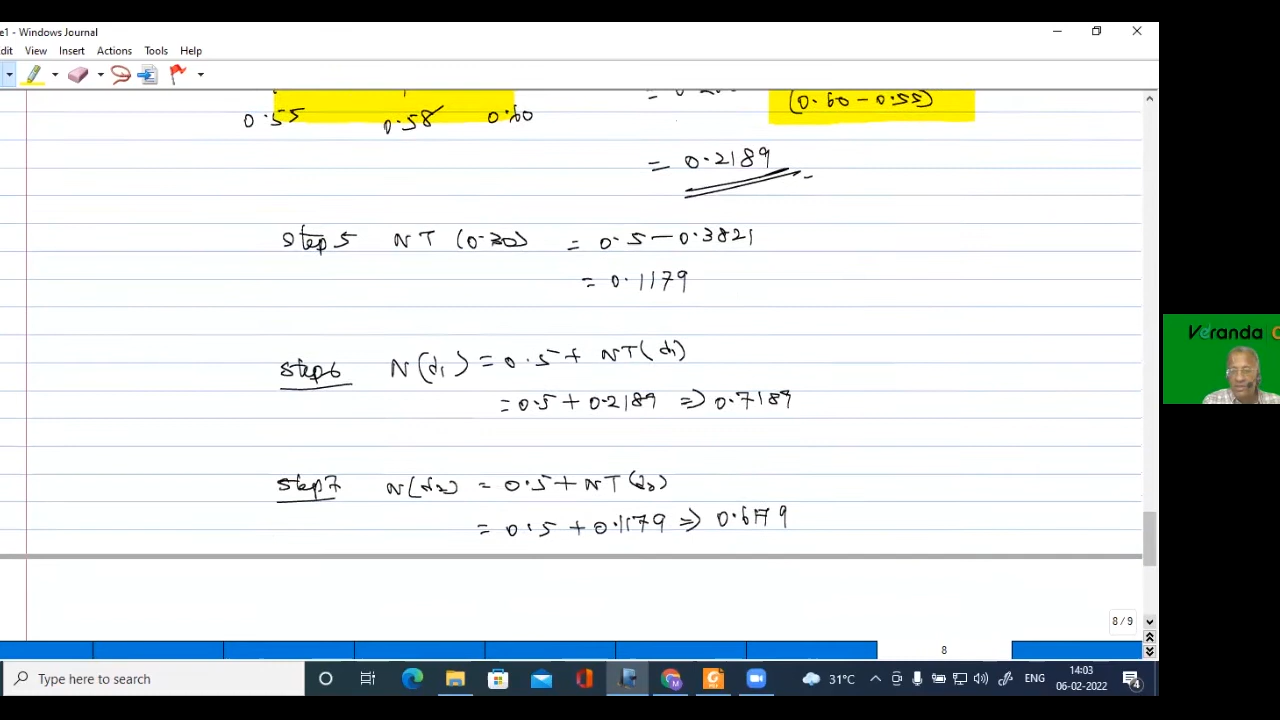 e1 - Windows Journal
dit View Insert Actions Tools Help
(0.60 - 0.55)
0.55 0.58 0.60
= 0.2189
Step 5 NT (0.30) = 0.5 - 0.3821
= 0.1179
Step 6 N(d1) = 0.5 + NT(d1)
= 0.5 + 0.2189 => 0.7189
Step 7 N(d2) = 0.5 + NT(d2)
= 0.5 + 0.1179 => 0.6179
Veranda
8 / 9
8
Type here to search
31°C
ENG
14:03
06-02-2022
4